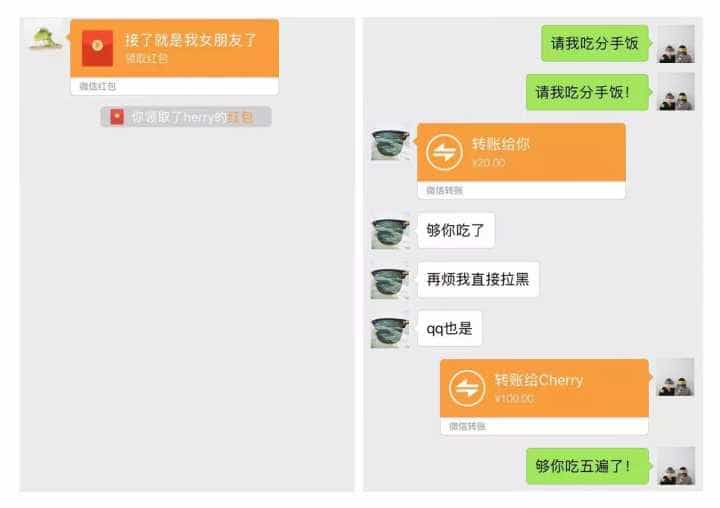 接了就是我女朋友了
领取红包
微信红包
你领取了herry的红包
请我吃分手饭
请我吃分手饭！
转账给你
¥20.00
微信转账
够你吃了
再烦我直接拉黑
qq也是
转账给Cherry
¥100.00
微信转账
够你吃五遍了！